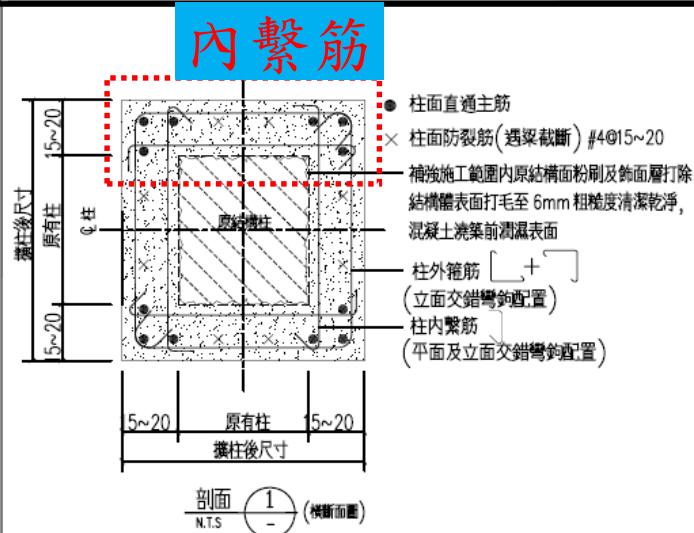 內繫筋
柱面直通主筋
柱面防裂筋(遇梁截斷) #4@15~20
補強施工範圍內原結構面粉刷及飾面層打除
結構體表面打毛至 6mm 粗糙度清潔乾淨,
混凝土澆築前潤濕表面
柱外箍筋
(立面交錯彎鉤配置)
柱內繫筋
(平面及立面交錯彎鉤配置)
擴柱後尺寸
15~20
原有柱
15~20
℄柱
原結構柱
15~20
原有柱
15~20
擴柱後尺寸
剖面
N.T.S
1
-
(橫斷面圖)